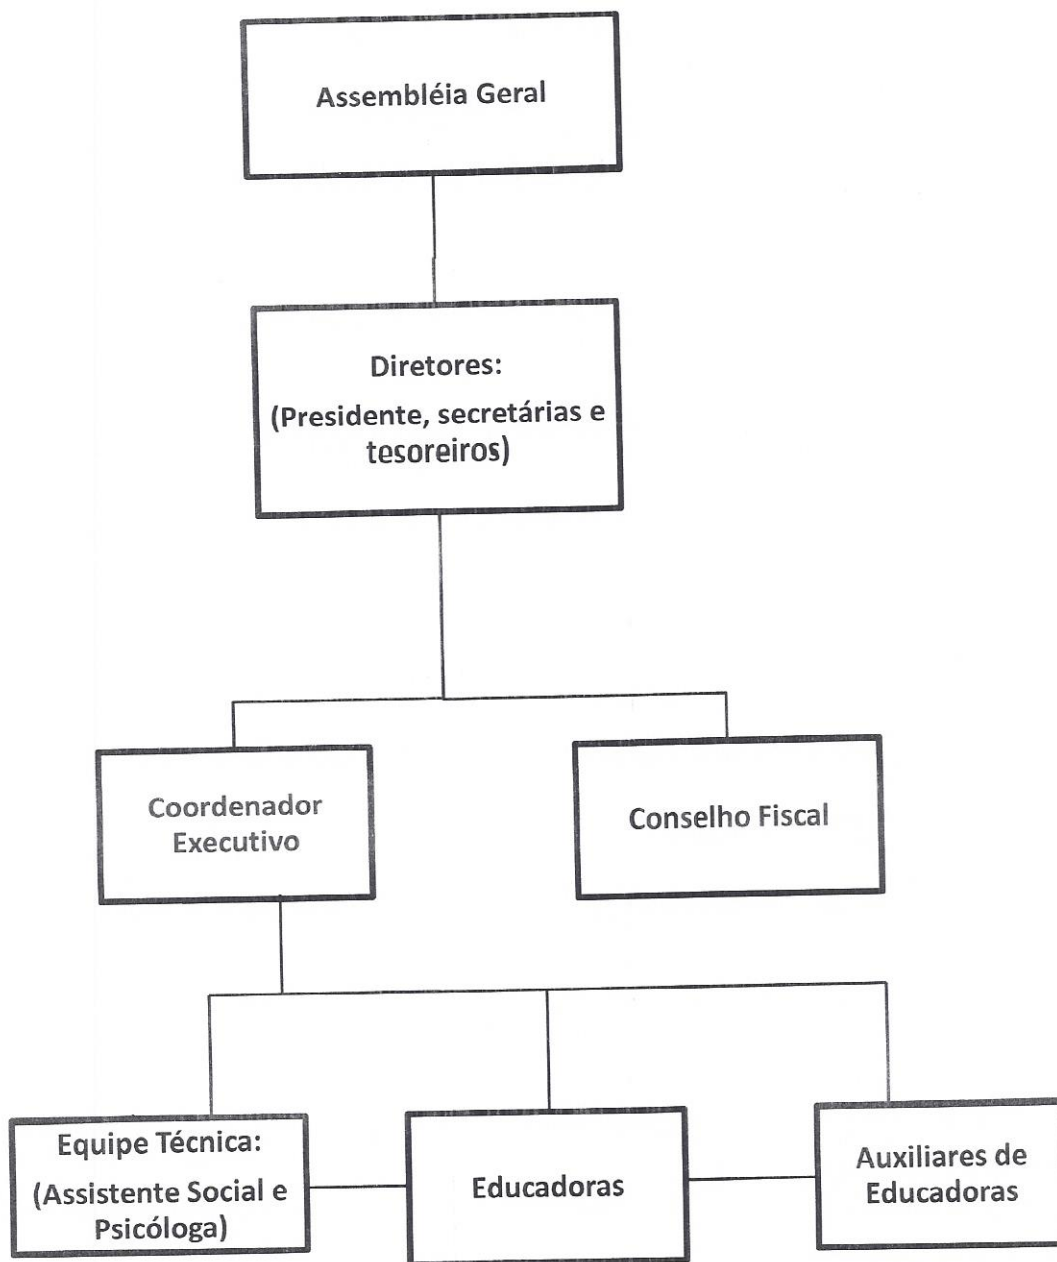 Assembléia Geral
Diretores:
(Presidente, secretárias e
tesoreiros)
Coordenador
Executivo
Conselho Fiscal
Equipe Técnica:
(Assistente Social e
Psicóloga)
Educadoras
Auxiliares de
Educadoras